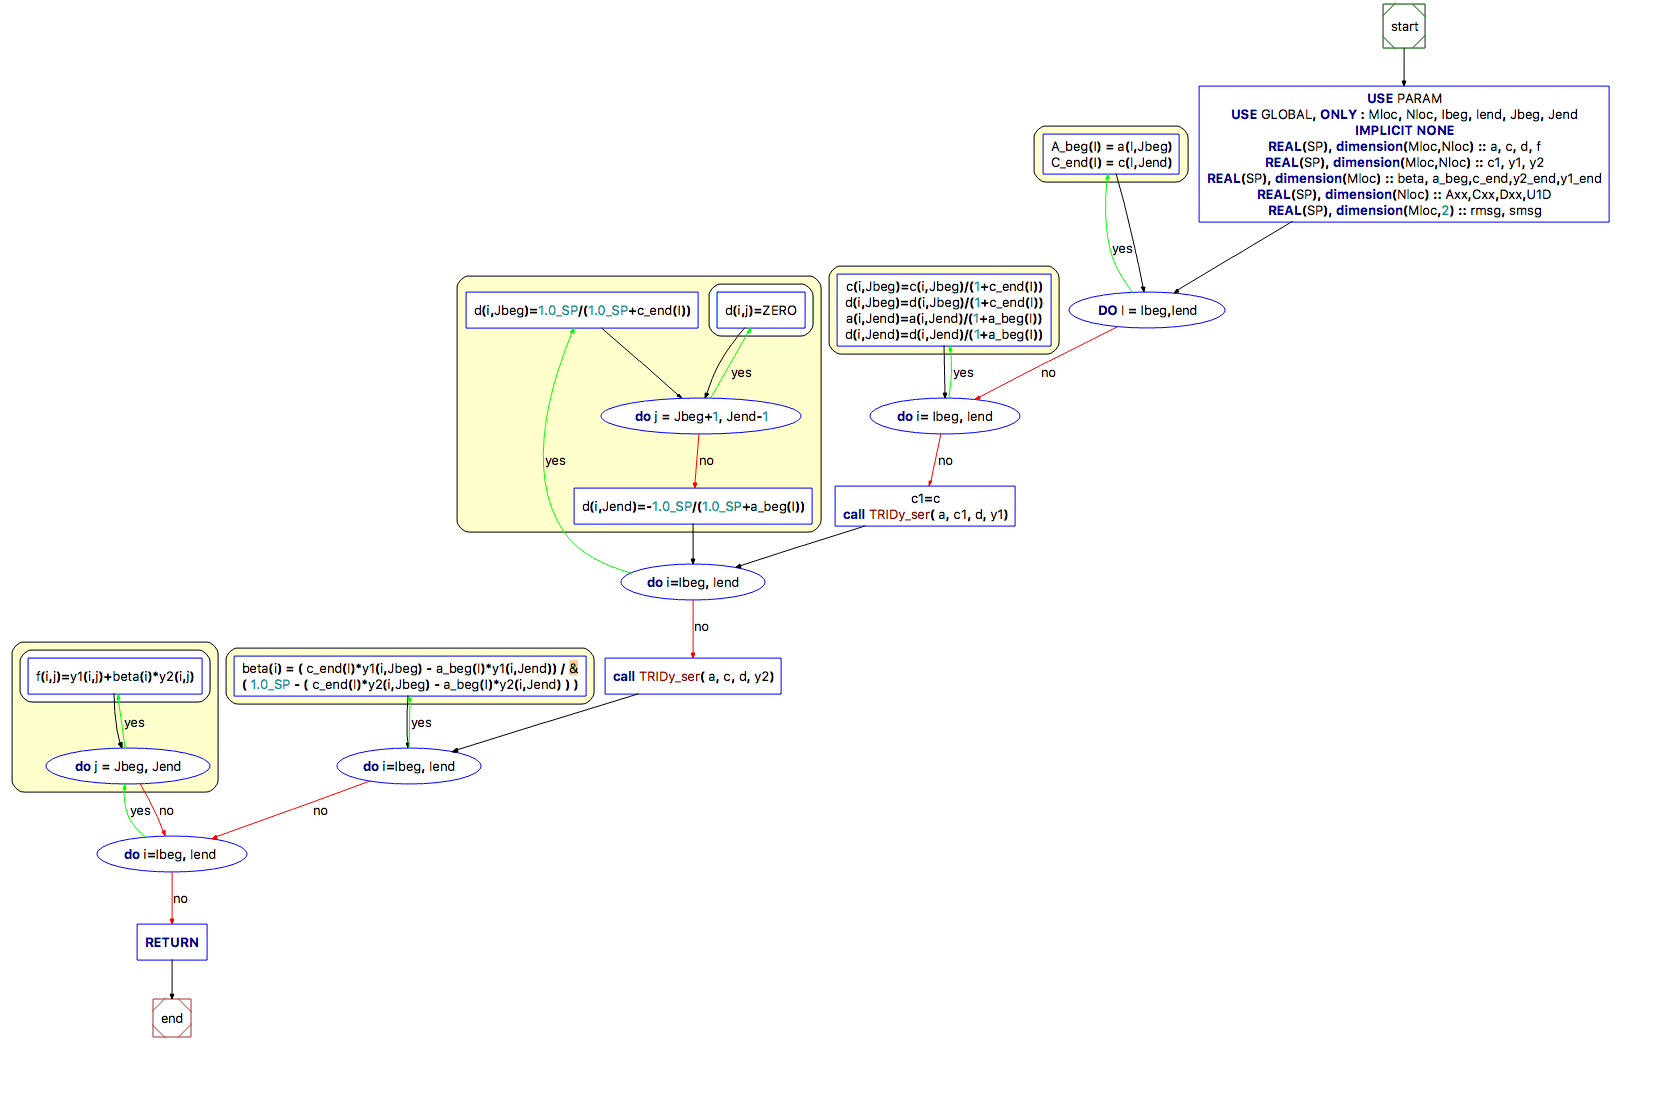 start
USE PARAM
USE GLOBAL, ONLY : Mloc, Nloc, Ibeg, Iend, Jbeg, Jend
IMPLICIT NONE
REAL(SP), dimension(Mloc,Nloc) :: a, c, d, f
REAL(SP), dimension(Mloc,Nloc) :: c1, y1, y2
REAL(SP), dimension(Mloc) :: beta, a_beg,c_end,y2_end,y1_end
REAL(SP), dimension(Nloc) :: Axx,Cxx,Dxx,U1D
REAL(SP), dimension(Mloc,2) :: rmsg, smsg
A_beg(I) = a(I,Jbeg)
C_end(I) = c(I,Jend)
yes
DO I = Ibeg,Iend
no
c(i,Jbeg)=c(i,Jbeg)/(1+c_end(I))
d(i,Jbeg)=d(i,Jbeg)/(1+c_end(I))
a(i,Jend)=a(i,Jend)/(1+a_beg(I))
d(i,Jend)=d(i,Jend)/(1+a_beg(I))
yes
do i= Ibeg, Iend
no
c1=c
call TRIDy_ser( a, c1, d, y1)
d(i,Jbeg)=1.0_SP/(1.0_SP+c_end(I))
d(i,j)=ZERO
yes
do j = Jbeg+1, Jend-1
no
yes
d(i,Jend)=-1.0_SP/(1.0_SP+a_beg(I))
do i=Ibeg, Iend
no
call TRIDy_ser( a, c, d, y2)
beta(i) = ( c_end(I)*y1(i,Jbeg) - a_beg(I)*y1(i,Jend)) / &
( 1.0_SP - ( c_end(I)*y2(i,Jbeg) - a_beg(I)*y2(i,Jend) ) )
yes
do i=Ibeg, Iend
no
f(i,j)=y1(i,j)+beta(i)*y2(i,j)
yes
do j = Jbeg, Jend
yes no
do i=Ibeg, Iend
no
RETURN
end